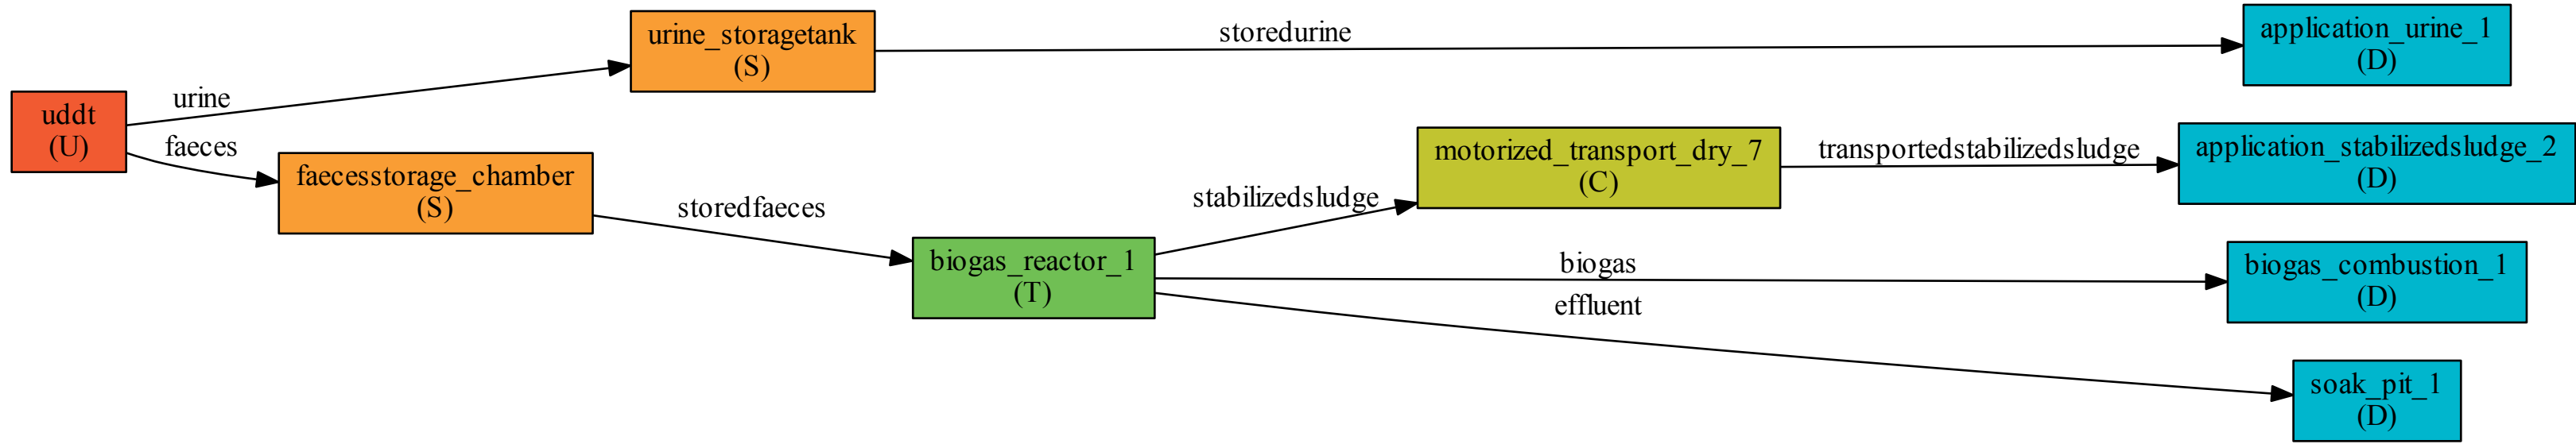 uddt
(U)
urine
faeces
urine_storagetank
(S)
faecesstorage_chamber
(S)
storedurine
storedfaeces
biogas_reactor_1
(T)
stabilizedsludge
biogas
effluent
motorized_transport_dry_7
(C)
transportedstabilizedsludge
application_urine_1
(D)
application_stabilizedsludge_2
(D)
biogas_combustion_1
(D)
soak_pit_1
(D)